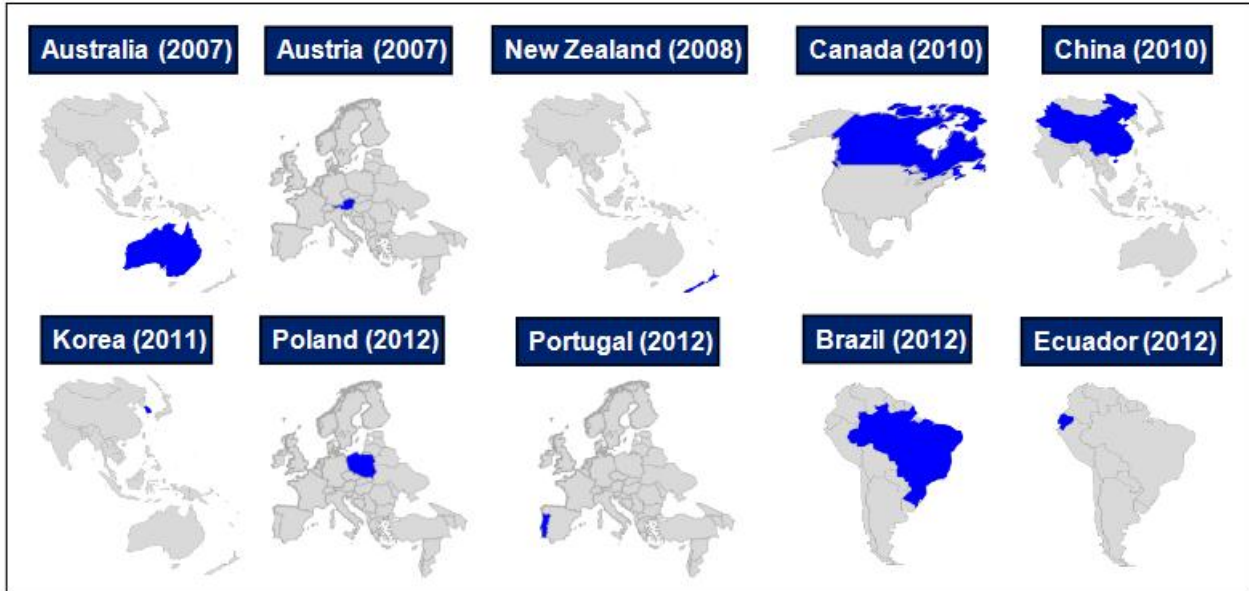 Australia (2007)
Austria (2007)
New Zealand (2008)
Canada (2010)
China (2010)
Korea (2011)
Poland (2012)
Portugal (2012)
Brazil (2012)
Ecuador (2012)